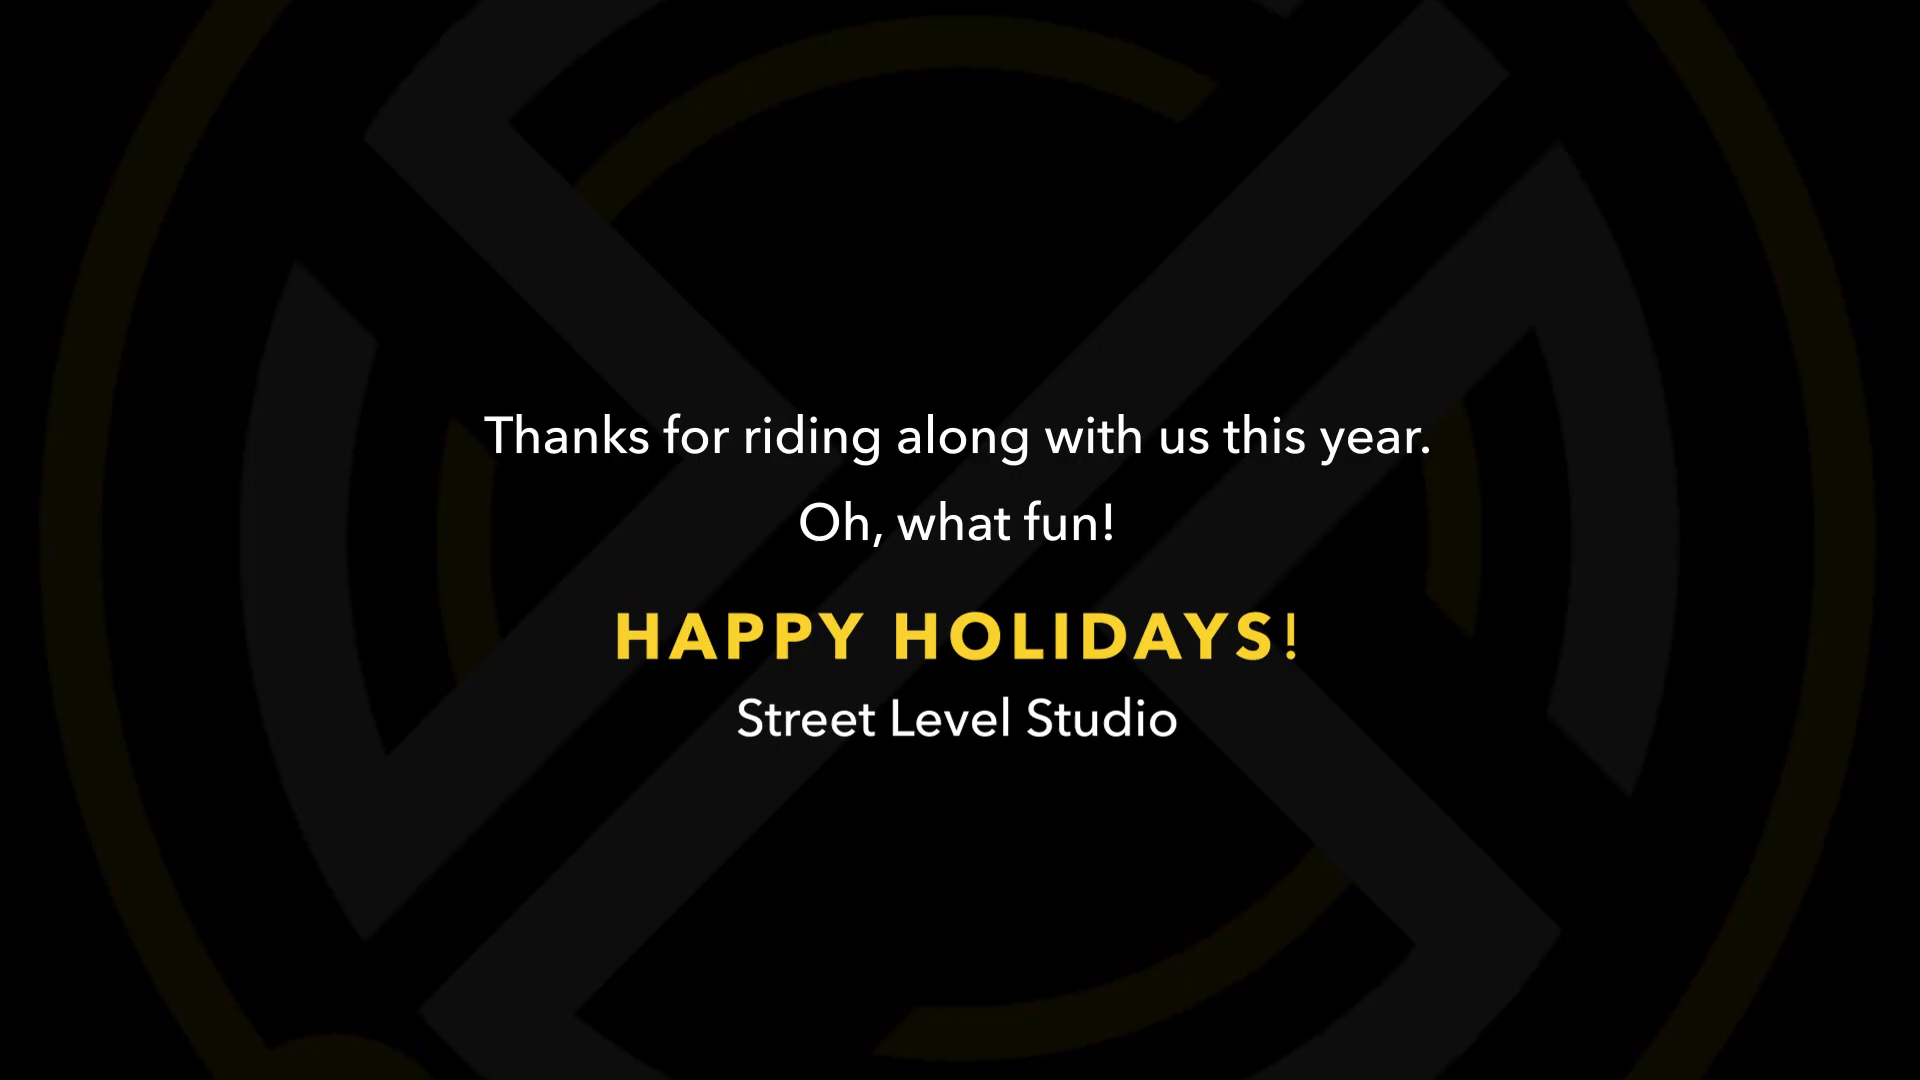 Thanks for riding along with us this year.
Oh, what fun!
HAPPY HOLIDAYS!
Street Level Studio